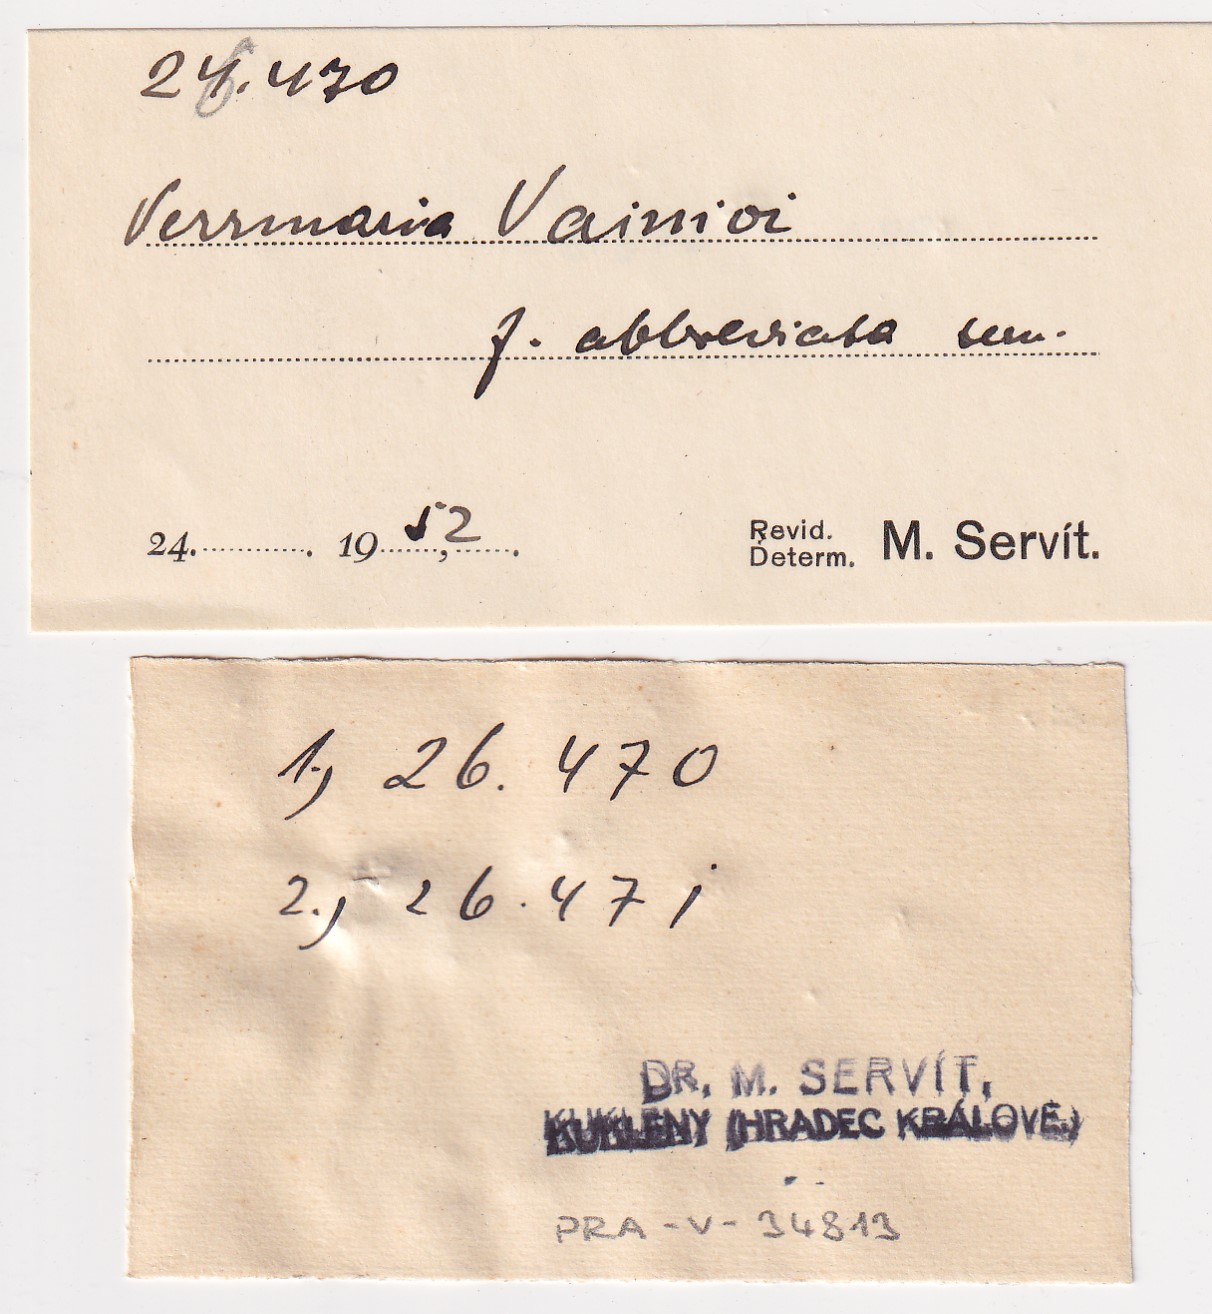 26.470
Verrucaria Vainioi
f. abbreviata serv.
24. . 19 52, .
Revid.
Determ. M. Servít.
1., 26.470
2., 26.471
DR. M. SERVÍT,
KUKLENY (HRADEC KRÁLOVÉ.)
PRA-V-34813